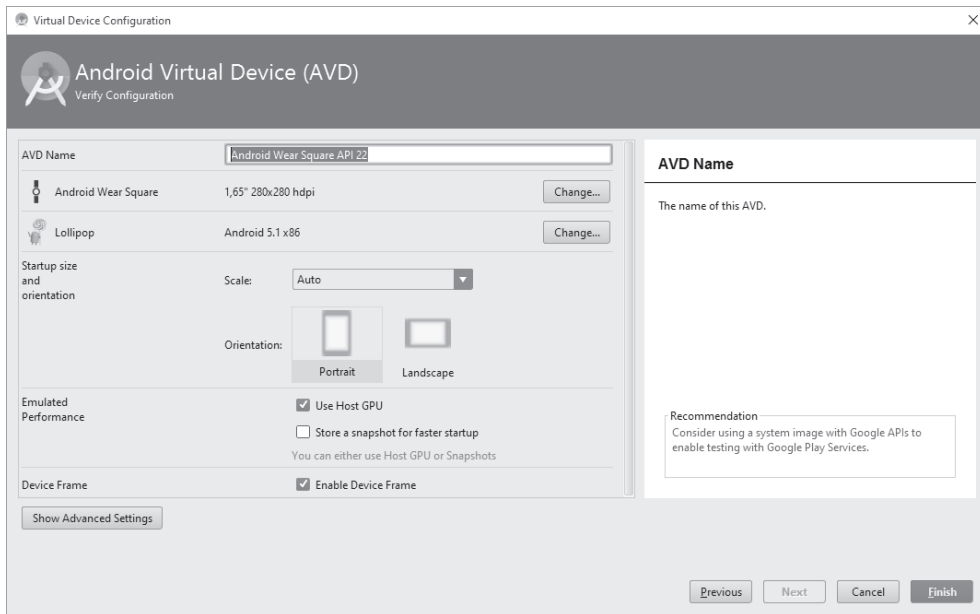 Virtual Device Configuration
Android Virtual Device (AVD)
Verify Configuration
AVD Name
Android Wear Square API 22
Android Wear Square
1,65" 280x280 hdpi
Change...
Lollipop
Android 5.1 x86
Change...
Startup size
and
orientation
Scale:
Auto
Orientation:
Portrait
Landscape
Emulated
Performance
Use Host GPU
Store a snapshot for faster startup
You can either use Host GPU or Snapshots
Device Frame
Enable Device Frame
Show Advanced Settings
AVD Name
The name of this AVD.
Recommendation
Consider using a system image with Google APIs to
enable testing with Google Play Services.
Previous
Next
Cancel
Finish